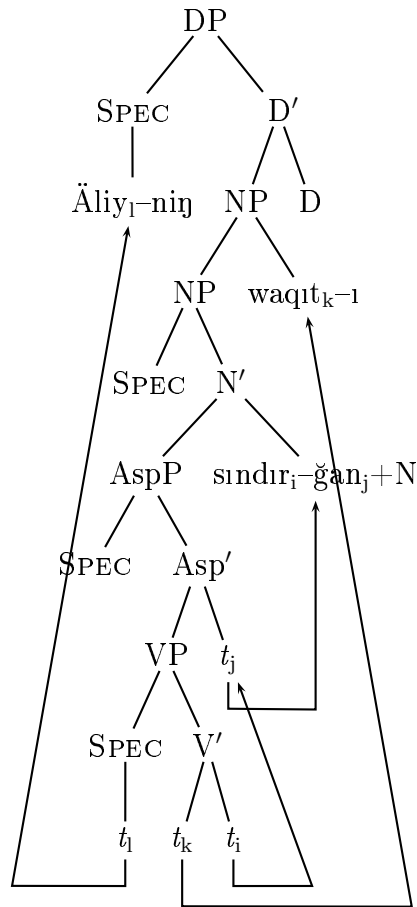 DP
SPEC D′
Äliyₗ–niŋ NP D
NP waqıtₖ–ı
SPEC N′
AspP sındırᵢ–ğanⱼ+N
SPEC Asp′
VP tⱼ
SPEC V′
tₗ tₖ tᵢ